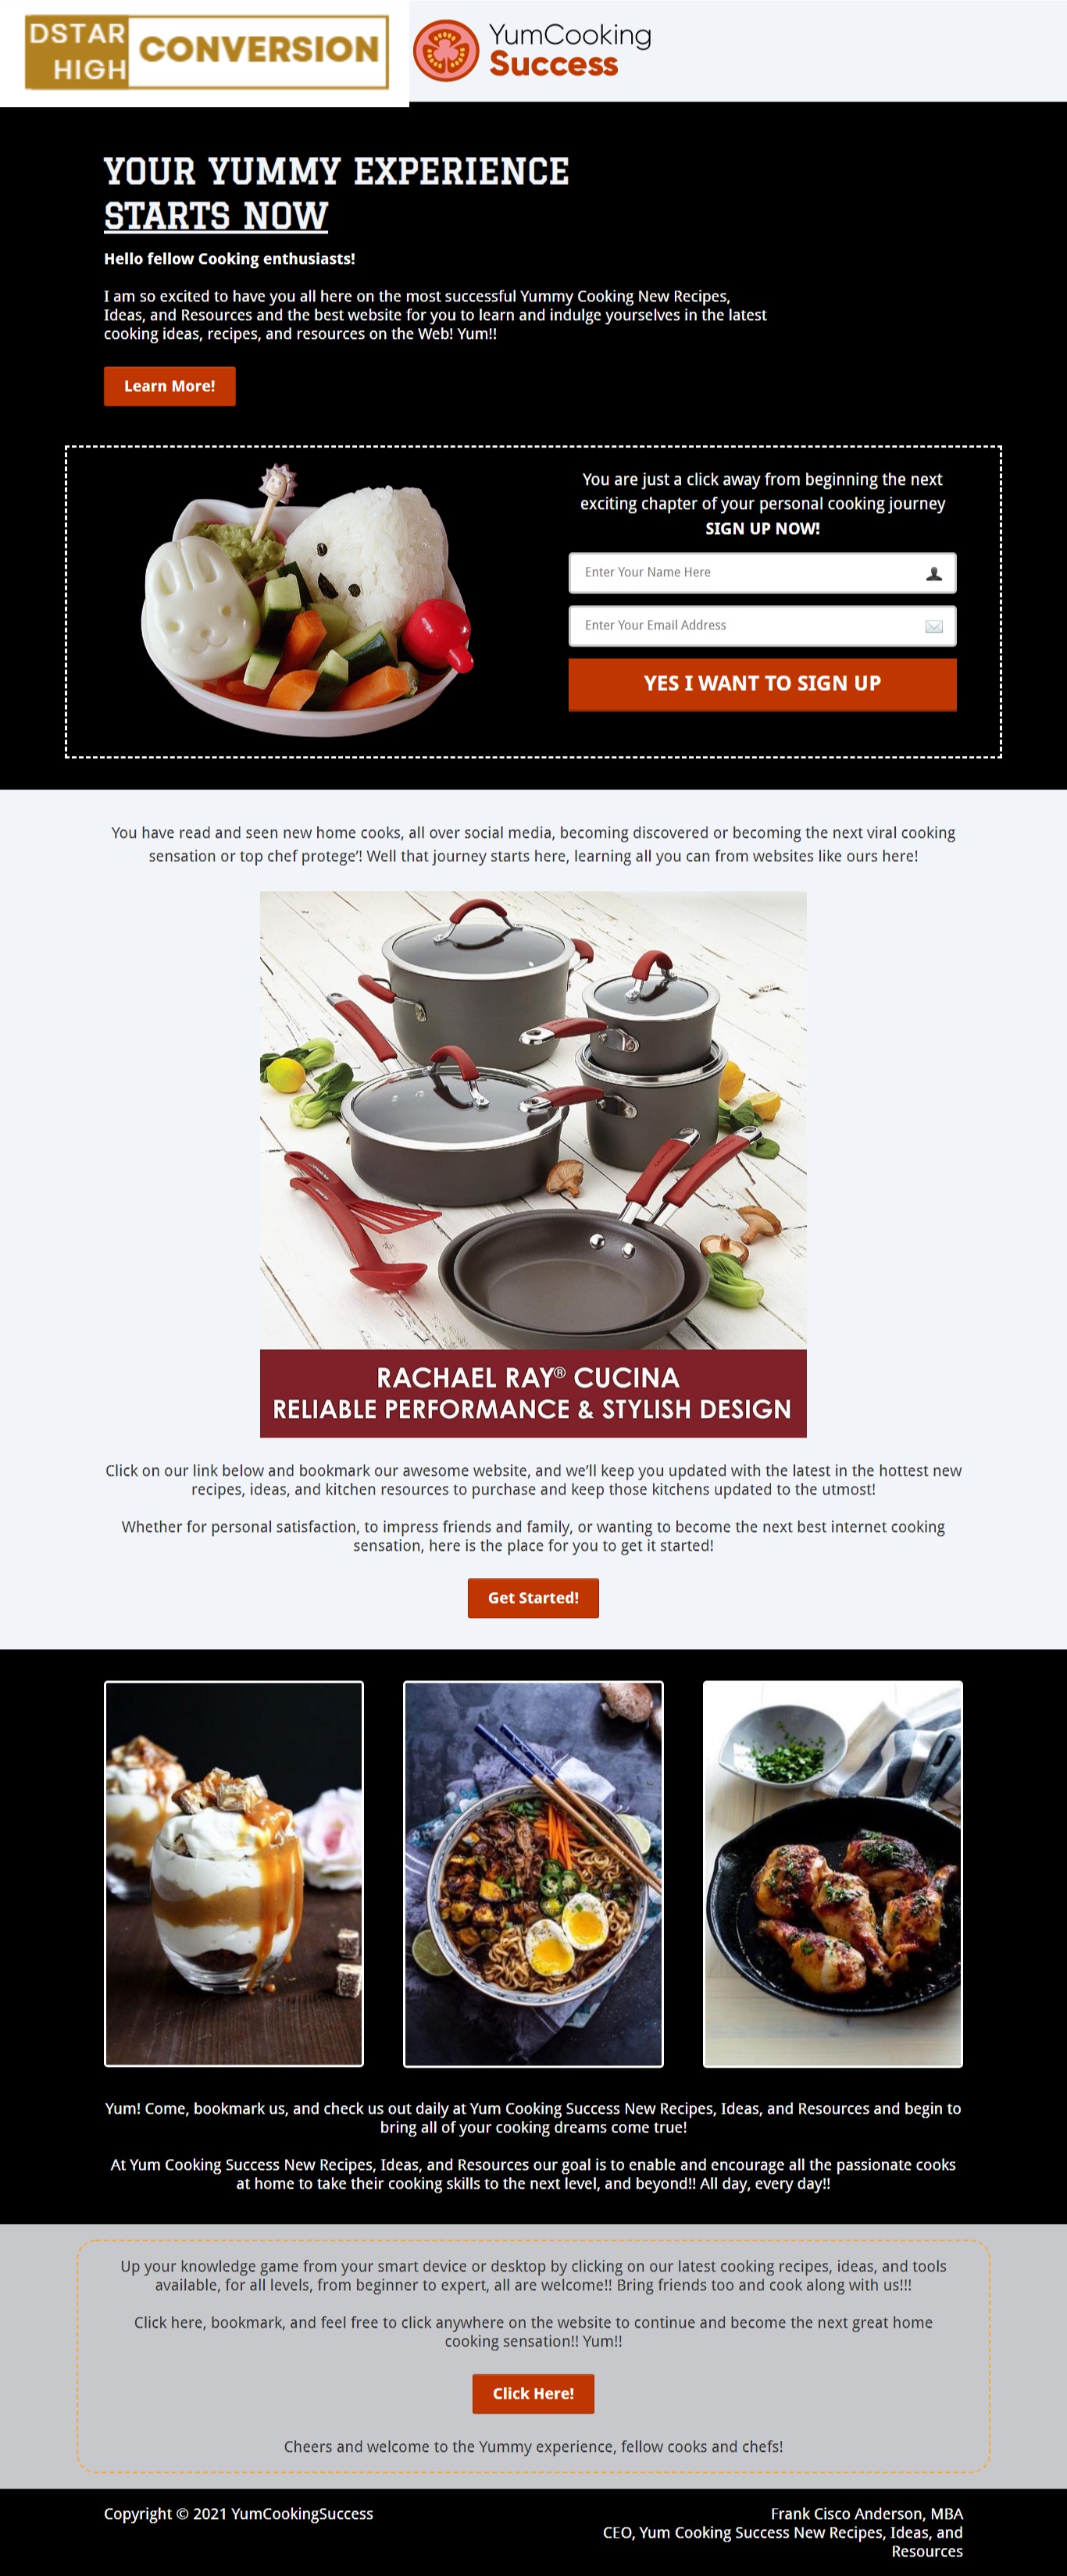 DSTAR
HIGH
CONVERSION
YumCooking
Success
YOUR YUMMY EXPERIENCE
STARTS NOW
Hello fellow Cooking enthusiasts!
I am so excited to have you all here on the most successful Yummy Cooking New Recipes,
Ideas, and Resources and the best website for you to learn and indulge yourselves in the latest
cooking ideas, recipes, and resources on the Web! Yum!!
Learn More!
You are just a click away from beginning the next
exciting chapter of your personal cooking journey
SIGN UP NOW!
Enter Your Name Here
Enter Your Email Address
YES I WANT TO SIGN UP
You have read and seen new home cooks, all over social media, becoming discovered or becoming the next viral cooking
sensation or top chef protege'! Well that journey starts here, learning all you can from websites like ours here!
RACHAEL RAY® CUCINA
RELIABLE PERFORMANCE & STYLISH DESIGN
Click on our link below and bookmark our awesome website, and we'll keep you updated with the latest in the hottest new
recipes, ideas, and kitchen resources to purchase and keep those kitchens updated to the utmost!
Whether for personal satisfaction, to impress friends and family, or wanting to become the next best internet cooking
sensation, here is the place for you to get it started!
Get Started!
Yum! Come, bookmark us, and check us out daily at Yum Cooking Success New Recipes, Ideas, and Resources and begin to
bring all of your cooking dreams come true!
At Yum Cooking Success New Recipes, Ideas, and Resources our goal is to enable and encourage all the passionate cooks
at home to take their cooking skills to the next level, and beyond!! All day, every day!!
Up your knowledge game from your smart device or desktop by clicking on our latest cooking recipes, ideas, and tools
available, for all levels, from beginner to expert, all are welcome!! Bring friends too and cook along with us!!!
Click here, bookmark, and feel free to click anywhere on the website to continue and become the next great home
cooking sensation!! Yum!!
Click Here!
Cheers and welcome to the Yummy experience, fellow cooks and chefs!
Copyright © 2021 YumCookingSuccess
Frank Cisco Anderson, MBA
CEO, Yum Cooking Success New Recipes, Ideas, and
Resources